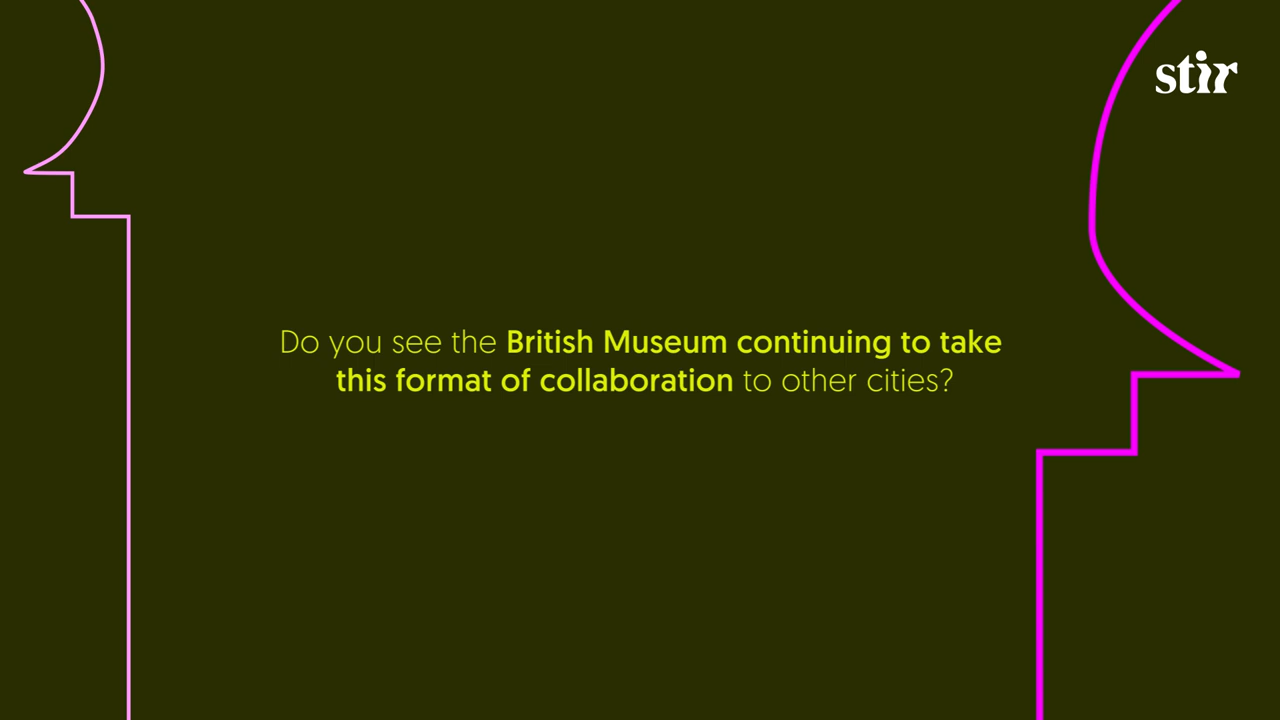 stir
Do you see the British Museum continuing to take
this format of collaboration to other cities?